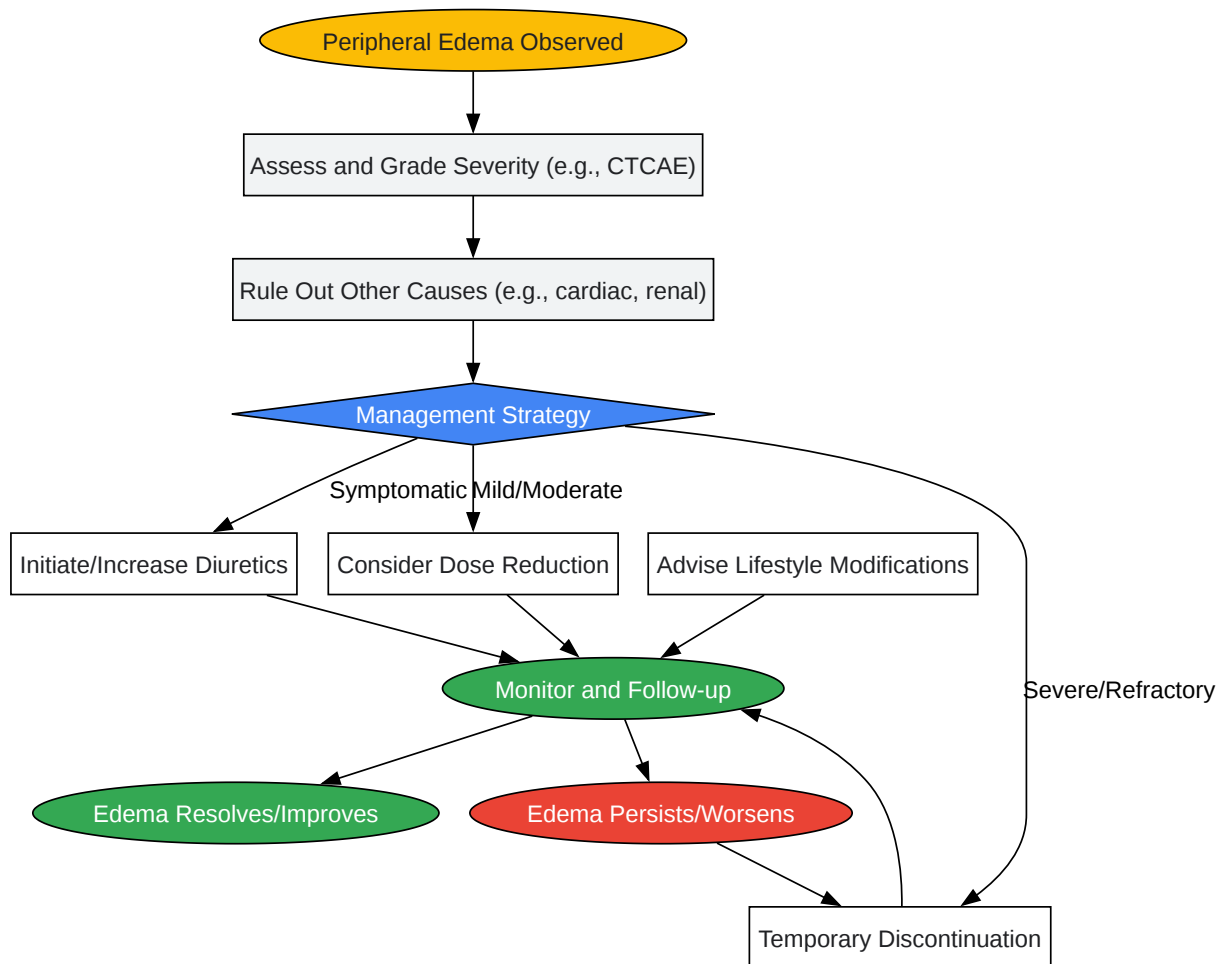 Peripheral Edema Observed
Assess and Grade Severity (e.g., CTCAE)
Rule Out Other Causes (e.g., cardiac, renal)
Management Strategy
Symptomatic
Mild/Moderate
Initiate/Increase Diuretics
Consider Dose Reduction
Advise Lifestyle Modifications
Monitor and Follow-up
Severe/Refractory
Edema Resolves/Improves
Edema Persists/Worsens
Temporary Discontinuation